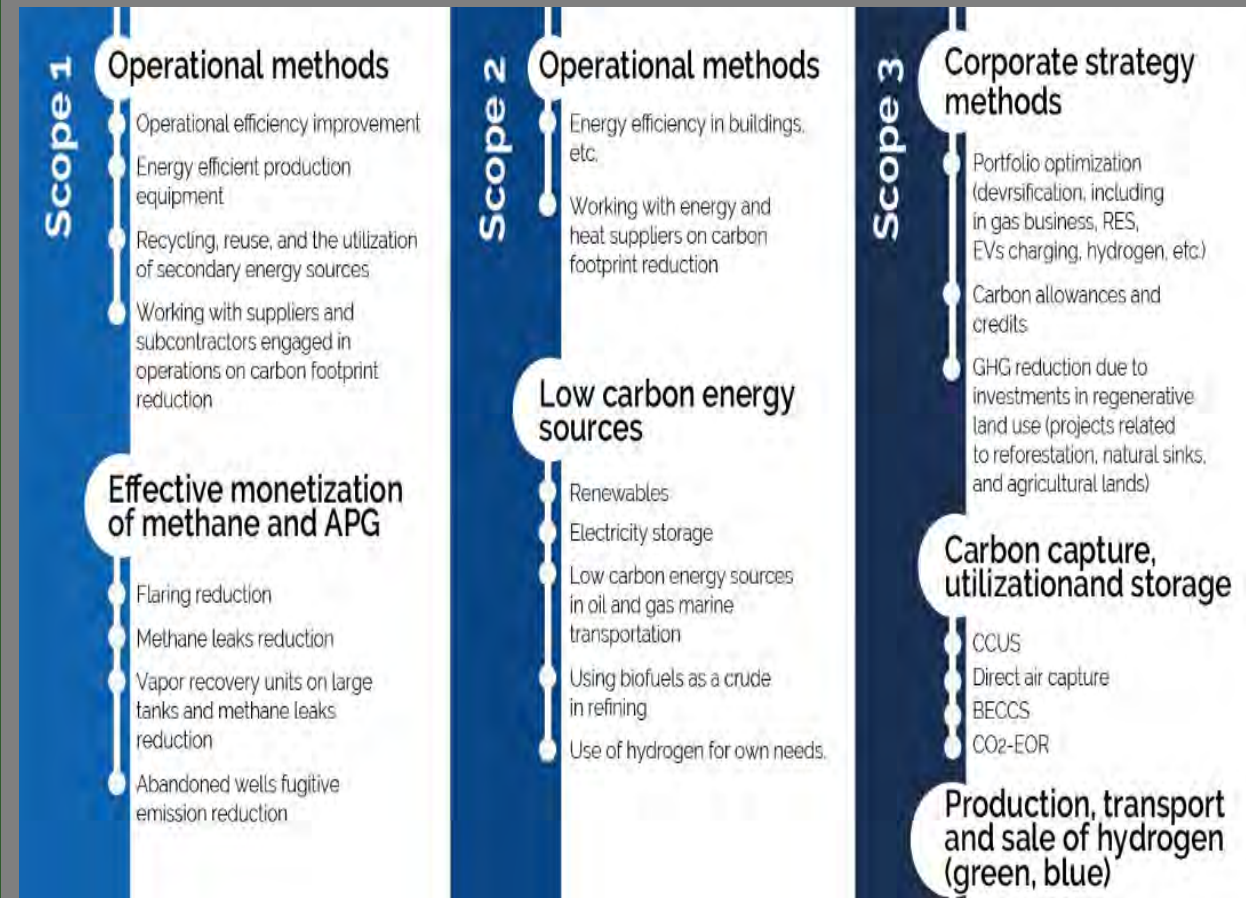 Scope 1
Operational methods
Operational efficiency improvement
Energy efficient production
equipment
Recycling, reuse, and the utilization
of secondary energy sources
Working with suppliers and
subcontractors engaged in
operations on carbon footprint
reduction
Effective monetization
of methane and APG
Flaring reduction
Methane leaks reduction
Vapor recovery units on large
tanks and methane leaks
reduction
Abandoned wells fugitive
emission reduction
Scope 2
Operational methods
Energy efficiency in buildings,
etc.
Working with energy and
heat suppliers on carbon
footprint reduction
Low carbon energy
sources
Renewables
Electricity storage
Low carbon energy sources
in oil and gas marine
transportation
Using biofuels as a crude
in refining
Use of hydrogen for own needs.
Scope 3
Corporate strategy
methods
Portfolio optimization
(devrsification, including
in gas business, RES,
EVs charging, hydrogen, etc.)
Carbon allowances and
credits
GHG reduction due to
investments in regenerative
land use (projects related
to reforestation, natural sinks,
and agricultural lands)
Carbon capture,
utilizationand storage
CCUS
Direct air capture
BECCS
CO2-EOR
Production, transport
and sale of hydrogen
(green, blue)